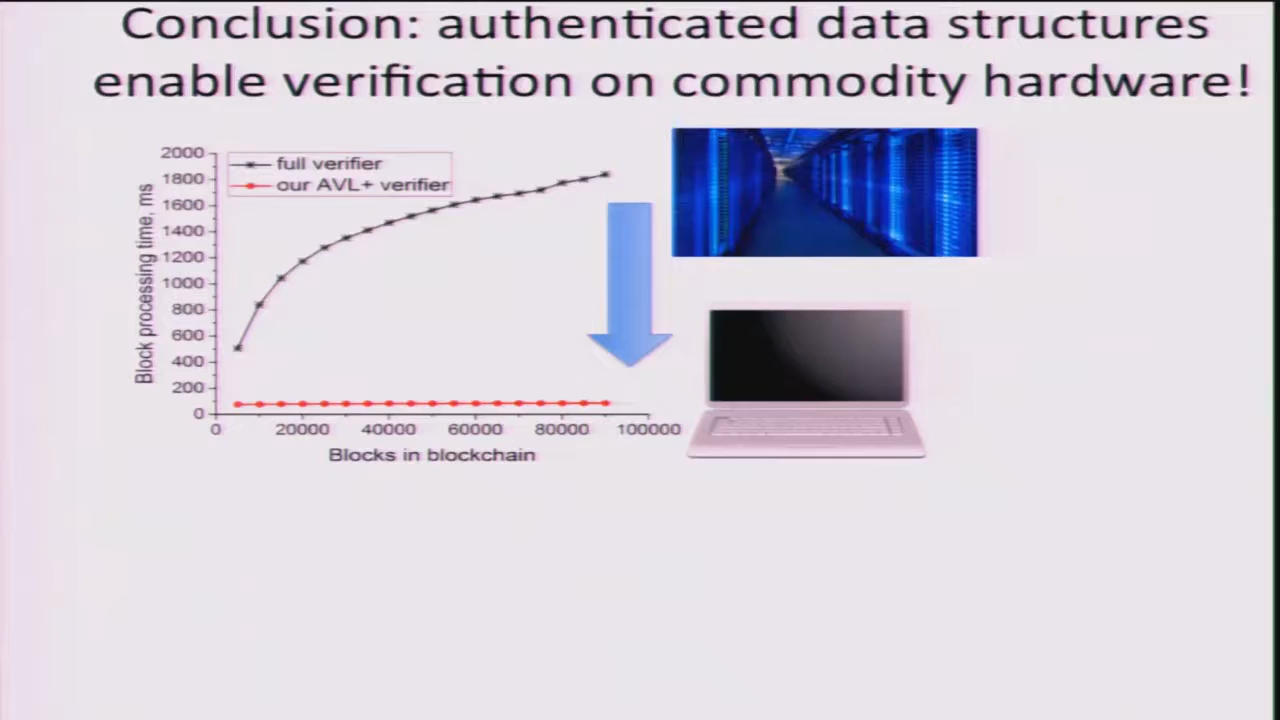 Conclusion: authenticated data structures
enable verification on commodity hardware!
2000
1800
1600
1400
1200
1000
800
600
400
200
0
Block processing time, ms
full verifier
our AVL+ verifier
0 20000 40000 60000 80000 100000
Blocks in blockchain